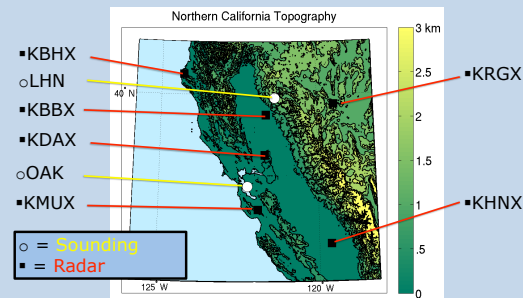 Northern California Topography
▪KBHX
○LHN
▪KBBX
▪KDAX
○OAK
▪KMUX
▪KRGX
▪KHNX
○ = Sounding
▪ = Radar
40° N
125° W
120° W
3 km
2.5
2
1.5
1
.5
0